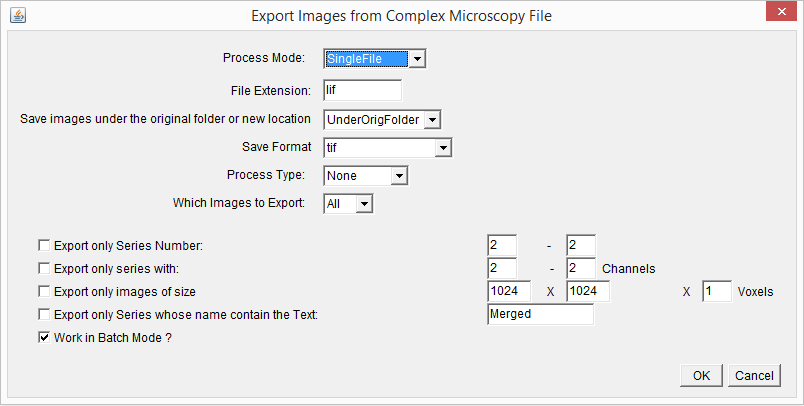 Export Images from Complex Microscopy File
Process Mode: SingleFile
File Extension: lif
Save images under the original folder or new location UnderOrigFolder
Save Format tif
Process Type: None
Which Images to Export: All
Export only Series Number: 2 - 2
Export only series with: 2 - 2 Channels
Export only images of size 1024 X 1024 X 1 Voxels
Export only Series whose name contain the Text: Merged
Work in Batch Mode ?
OK Cancel